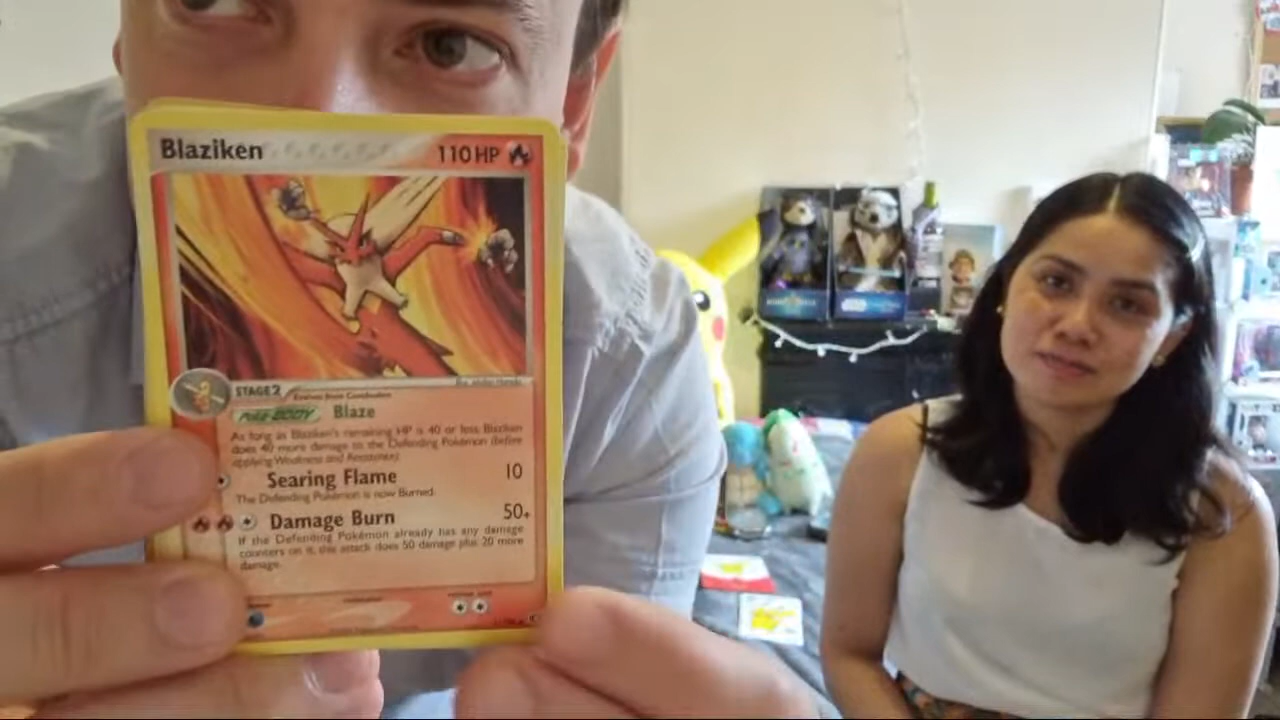 Blaziken 110 HP
STAGE2 Evolves from Combusken
POKÉ-BODY Blaze
As long as Blaziken's remaining HP is 40 or less, Blaziken
does 40 more damage to the Defending Pokémon (before
applying Weakness and Resistance).
Searing Flame 10
The Defending Pokémon is now Burned.
Damage Burn 50+
If the Defending Pokémon already has any damage
counters on it, this attack does 50 damage plus 20 more
damage.
STAR WARS